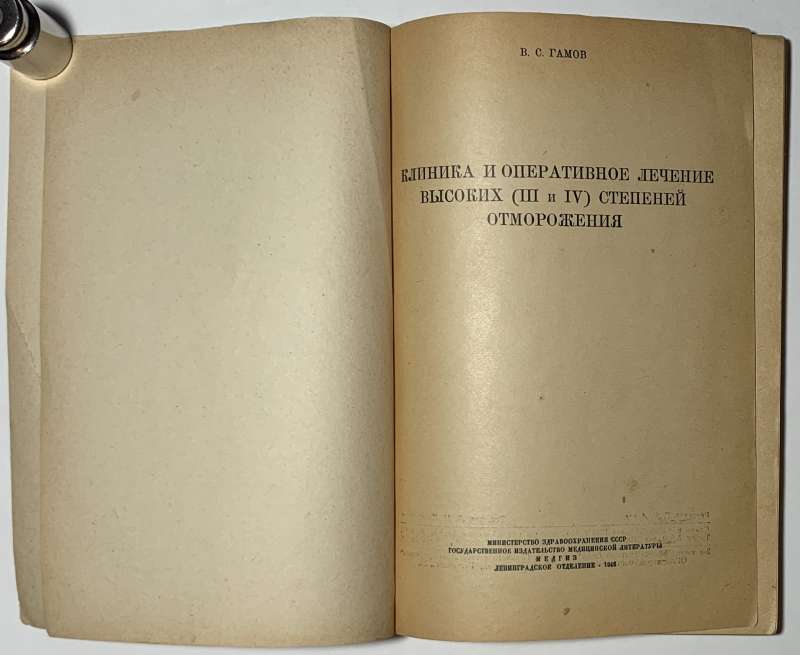 В. С. ГАМОВ
КЛИНИКА И ОПЕРАТИВНОЕ ЛЕЧЕНИЕ
ВЫСОКИХ (III и IV) СТЕПЕНЕЙ
ОТМОРОЖЕНИЯ
МИНИСТЕРСТВО ЗДРАВООХРАНЕНИЯ СССР
ГОСУДАРСТВЕННОЕ ИЗДАТЕЛЬСТВО МЕДИЦИНСКОЙ ЛИТЕРАТУРЫ
МЕДГИЗ
ЛЕНИНГРАДСКОЕ ОТДЕЛЕНИЕ - 1946